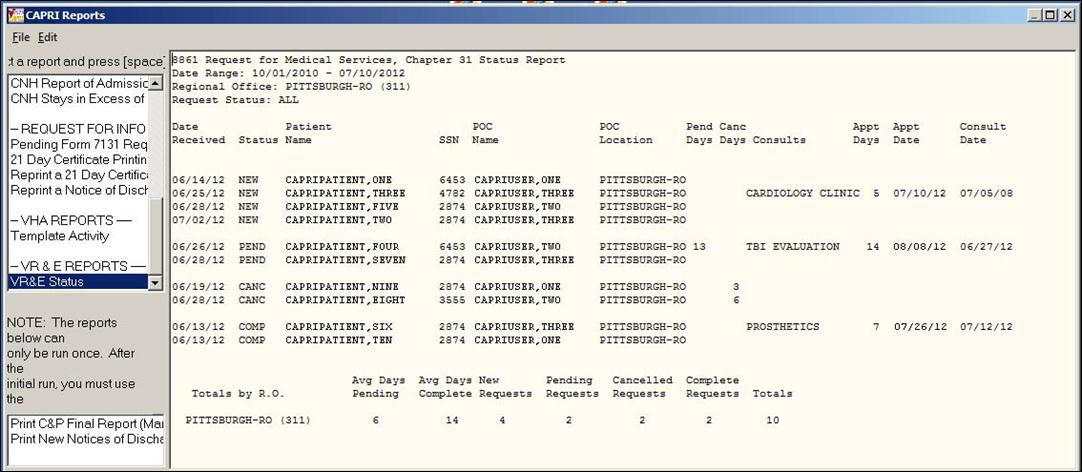 CAPRI Reports
File Edit
:t a report and press [space]
CNH Report of Admissic
CNH Stays in Excess of
-- REQUEST FOR INFO
Pending Form 7131 Req
21 Day Certificate Printin
Reprint a 21 Day Certifica
Reprint a Notice of Disch
-- VHA REPORTS ----
Template Activity
-- VR & E REPORTS --
VR&E Status
NOTE: The reports
below can
only be run once. After
the
initial run, you must use
the
Print C&P Final Report (Mai
Print New Notices of Discha
8861 Request for Medical Services, Chapter 31 Status Report
Date Range: 10/01/2010 - 07/10/2012
Regional Office: PITTSBURGH-RO (311)
Request Status: ALL
Date Patient POC POC Pend Canc Appt Appt Consult
Received Status Name SSN Name Location Days Days Consults Days Date Date
06/14/12 NEW CAPRIPATIENT,ONE 6453 CAPRIUSER,ONE PITTSBURGH-RO
06/25/12 NEW CAPRIPATIENT,THREE 4782 CAPRIUSER,THREE PITTSBURGH-RO CARDIOLOGY CLINIC 5 07/10/12 07/05/08
06/28/12 NEW CAPRIPATIENT,FIVE 2874 CAPRIUSER,TWO PITTSBURGH-RO
07/02/12 NEW CAPRIPATIENT,TWO 2874 CAPRIUSER,THREE PITTSBURGH-RO
06/26/12 PEND CAPRIPATIENT,FOUR 6453 CAPRIUSER,TWO PITTSBURGH-RO 13 TBI EVALUATION 14 08/08/12 06/27/12
06/28/12 PEND CAPRIPATIENT,SEVEN 2874 CAPRIUSER,THREE PITTSBURGH-RO
06/19/12 CANC CAPRIPATIENT,NINE 2874 CAPRIUSER,ONE PITTSBURGH-RO 3
06/28/12 CANC CAPRIPATIENT,EIGHT 3555 CAPRIUSER,TWO PITTSBURGH-RO 6
06/13/12 COMP CAPRIPATIENT,SIX 2874 CAPRIUSER,THREE PITTSBURGH-RO PROSTHETICS 7 07/26/12 07/12/12
06/13/12 COMP CAPRIPATIENT,TEN 2874 CAPRIUSER,ONE PITTSBURGH-RO
Avg Days Avg Days New Pending Cancelled Complete
Totals by R.O. Pending Complete Requests Requests Requests Requests Totals
PITTSBURGH-RO (311) 6 14 4 2 2 2 10